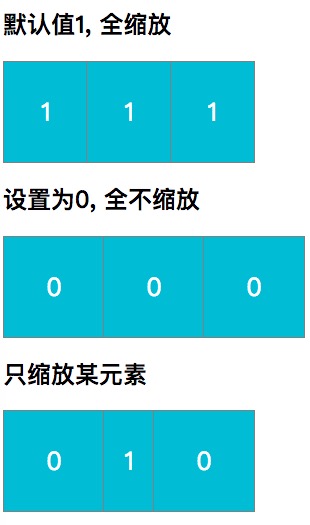 默认值1, 全缩放
1 1 1
设置为0, 全不缩放
0 0 0
只缩放某元素
0 1 0